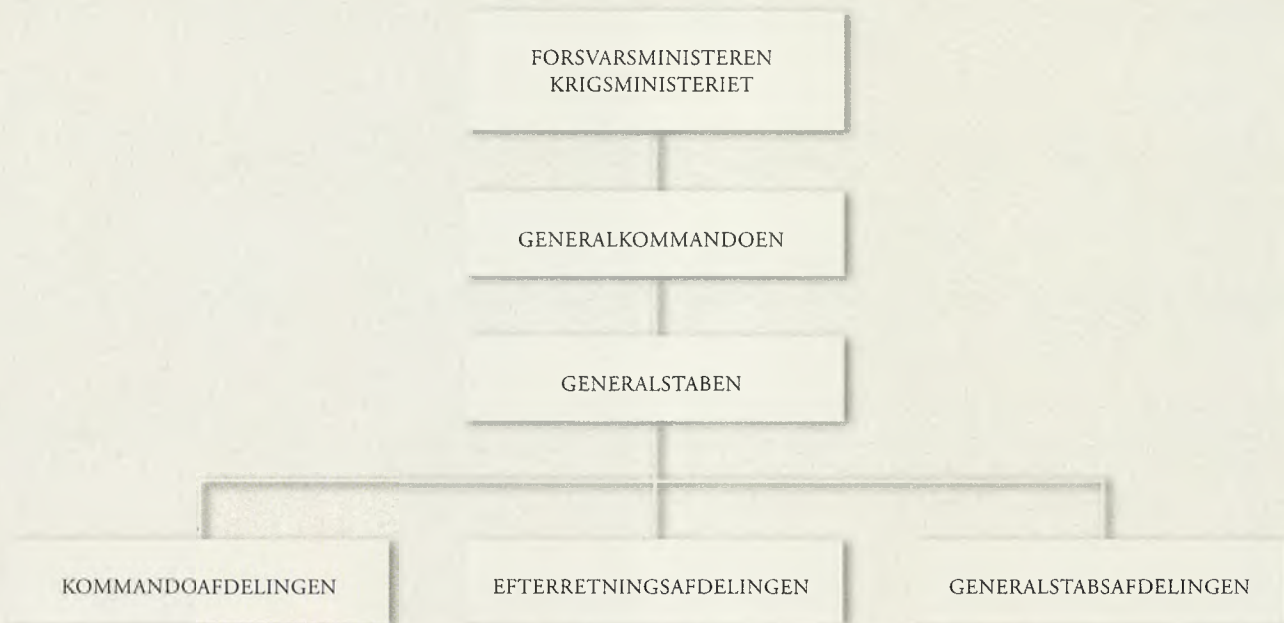 FORSVARSMINISTEREN
KRIGSMINISTERIET
GENERALKOMMANDOEN
GENERALSTABEN
KOMMANDOAFDELINGEN
EFTERRETNINGSAFDELINGEN
GENERALSTABSAFDELINGEN